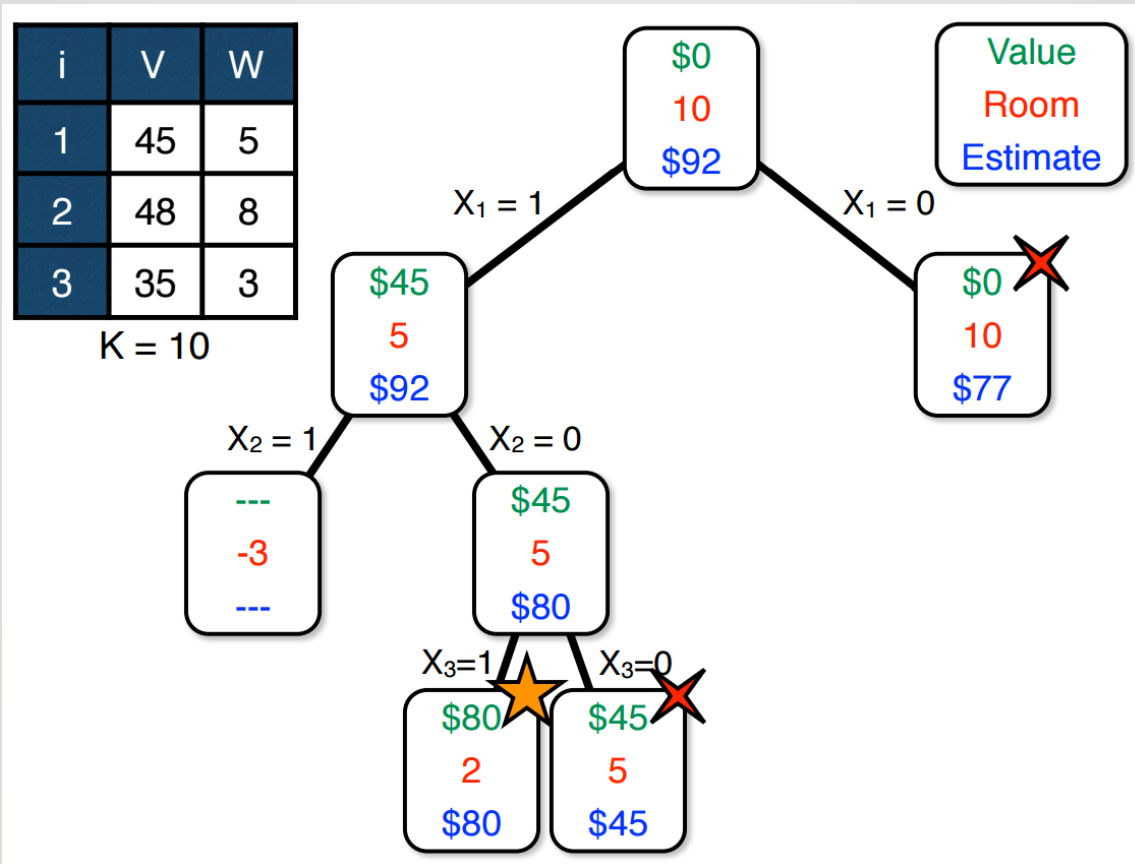 i V W
1 45 5
2 48 8
3 35 3
K = 10
Value
Room
Estimate
$0
10
$92
X₁ = 1
X₁ = 0
$45
5
$92
$0
10
$77
X₂ = 1
X₂ = 0
---
-3
---
$45
5
$80
X₃=1
X₃=0
$80
2
$80
$45
5
$45